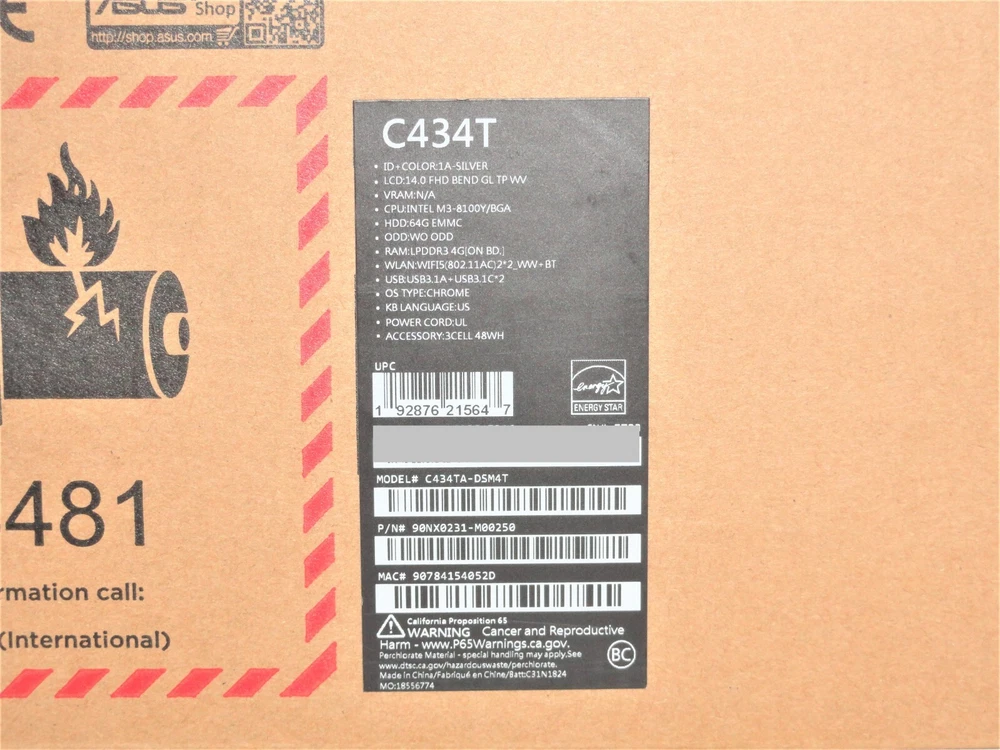 ASUS Shop
http://shop.asus.com
C434T
• ID+COLOR:1A-SILVER
• LCD:14.0 FHD BEND GL TP WV
• VRAM:N/A
• CPU:INTEL M3-8100Y/BGA
• HDD:64G EMMC
• ODD:WO ODD
• RAM:LPDDR3 4G[ON BD.]
• WLAN:WIFI5(802.11AC)2*2_WW+BT
• USB:USB3.1A+USB3.1C*2
• OS TYPE:CHROME
• KB LANGUAGE:US
• POWER CORD:UL
• ACCESSORY:3CELL 48WH
UPC
1 92876 21564 7
energy
ENERGY STAR
MODEL# C434TA-DSM4T
P/N# 90NX0231-M00250
MAC# 90784154052D
California Proposition 65
WARNING Cancer and Reproductive
Harm - www.P65Warnings.ca.gov.
Perchlorate Material - special handling may apply.See
www.dtsc.ca.gov/hazardouswaste/perchlorate.
Made in China/Fabriqué en Chine/Batt:C31N1824
MO:18556774
BC
481
rmation call:
(International)